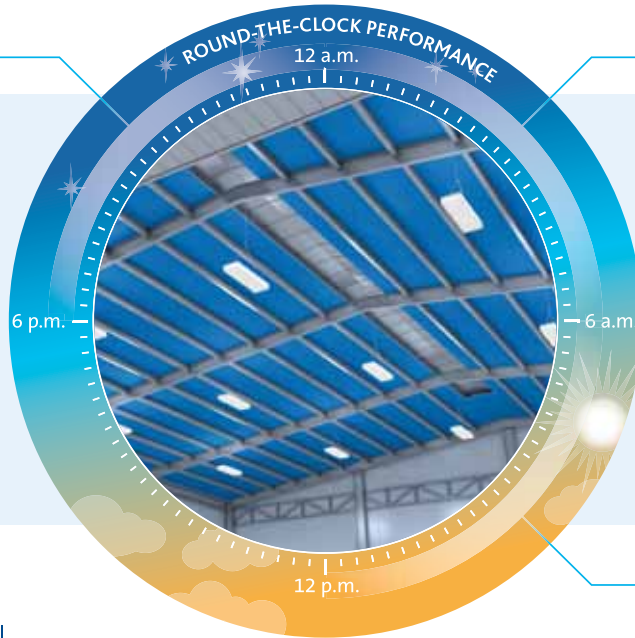 ROUND-THE-CLOCK PERFORMANCE
12 a.m.
6 p.m.
6 a.m
12 p.m.